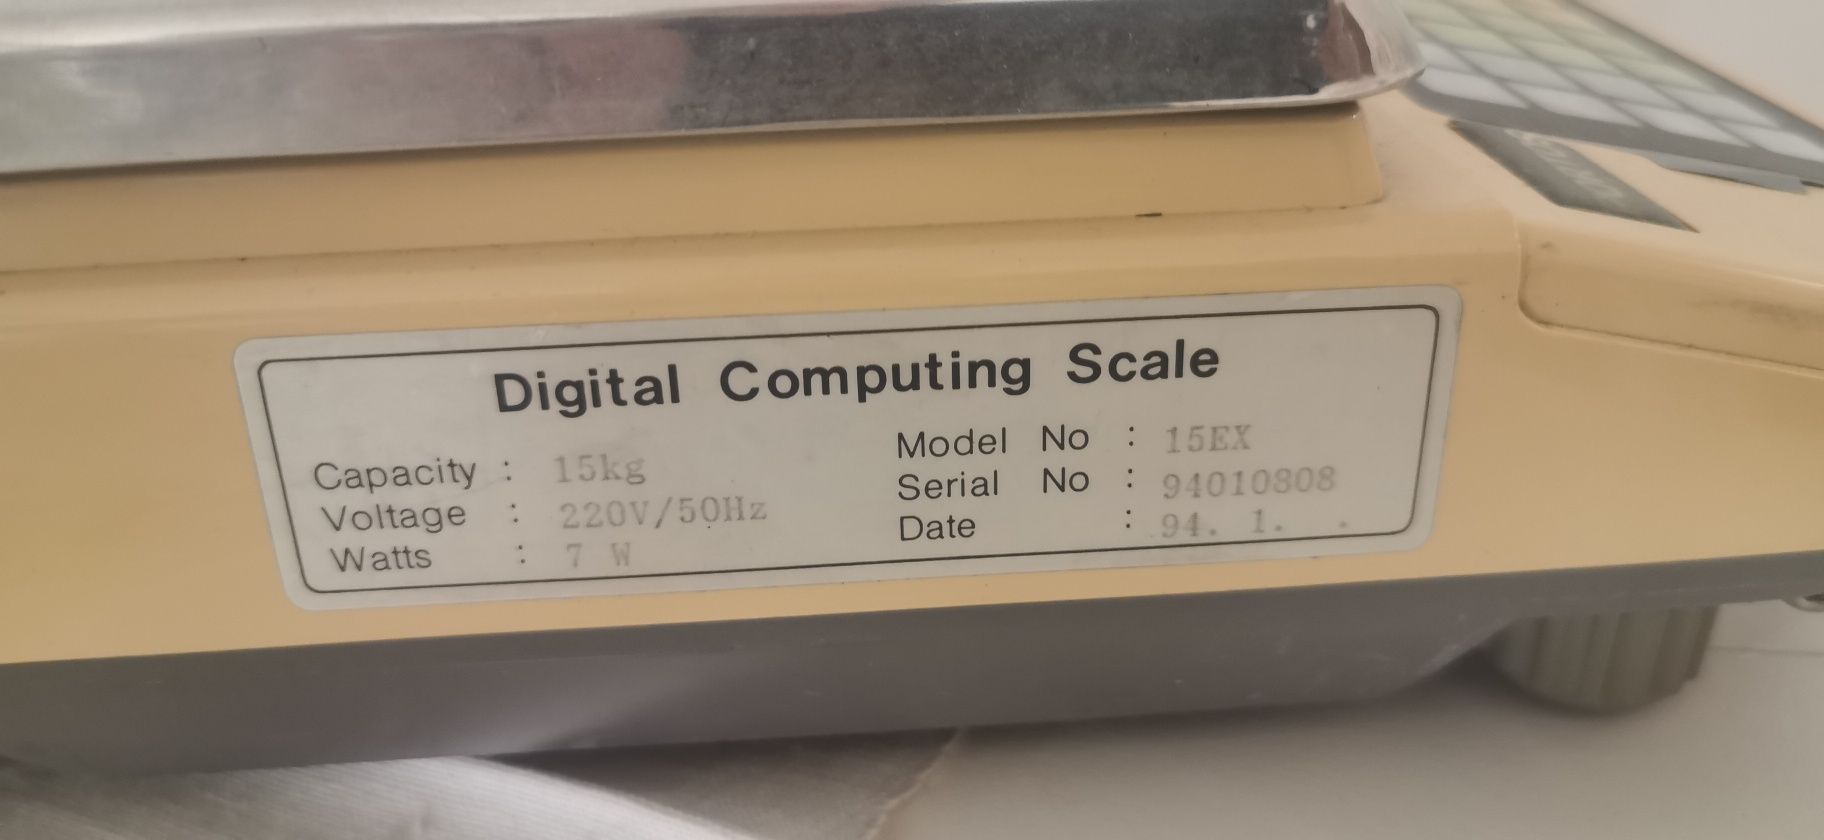 Digital Computing Scale
Capacity : 15kg
Voltage : 220V/50Hz
Watts : 7 W
Model No : 15EX
Serial No : 94010808
Date : 94. 1. .